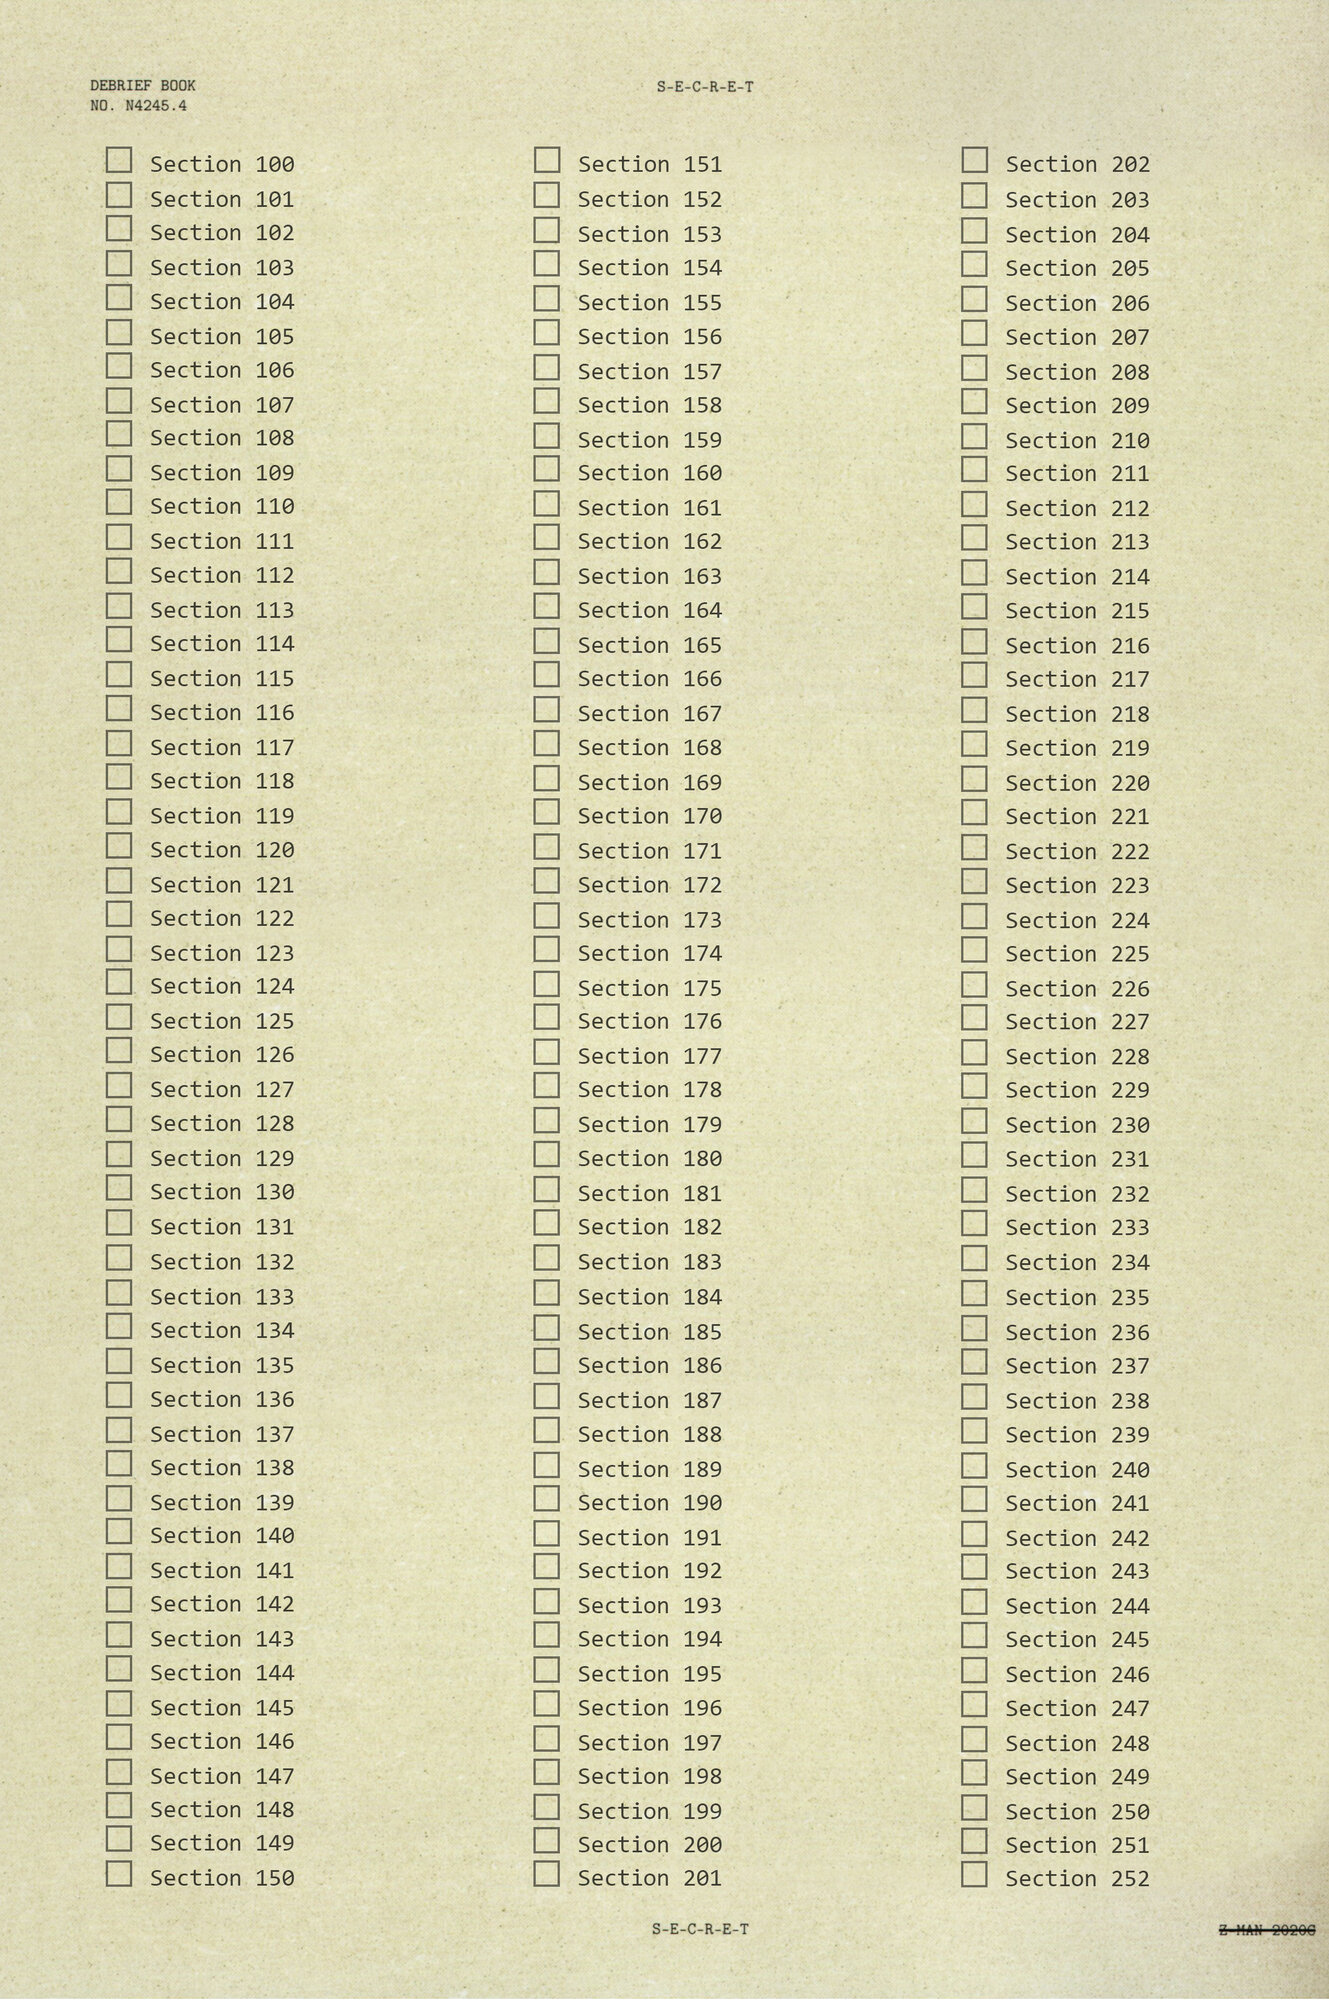 DEBRIEF BOOK
NO. N4245.4
S-E-C-R-E-T
Section 100
Section 101
Section 102
Section 103
Section 104
Section 105
Section 106
Section 107
Section 108
Section 109
Section 110
Section 111
Section 112
Section 113
Section 114
Section 115
Section 116
Section 117
Section 118
Section 119
Section 120
Section 121
Section 122
Section 123
Section 124
Section 125
Section 126
Section 127
Section 128
Section 129
Section 130
Section 131
Section 132
Section 133
Section 134
Section 135
Section 136
Section 137
Section 138
Section 139
Section 140
Section 141
Section 142
Section 143
Section 144
Section 145
Section 146
Section 147
Section 148
Section 149
Section 150
Section 151
Section 152
Section 153
Section 154
Section 155
Section 156
Section 157
Section 158
Section 159
Section 160
Section 161
Section 162
Section 163
Section 164
Section 165
Section 166
Section 167
Section 168
Section 169
Section 170
Section 171
Section 172
Section 173
Section 174
Section 175
Section 176
Section 177
Section 178
Section 179
Section 180
Section 181
Section 182
Section 183
Section 184
Section 185
Section 186
Section 187
Section 188
Section 189
Section 190
Section 191
Section 192
Section 193
Section 194
Section 195
Section 196
Section 197
Section 198
Section 199
Section 200
Section 201
Section 202
Section 203
Section 204
Section 205
Section 206
Section 207
Section 208
Section 209
Section 210
Section 211
Section 212
Section 213
Section 214
Section 215
Section 216
Section 217
Section 218
Section 219
Section 220
Section 221
Section 222
Section 223
Section 224
Section 225
Section 226
Section 227
Section 228
Section 229
Section 230
Section 231
Section 232
Section 233
Section 234
Section 235
Section 236
Section 237
Section 238
Section 239
Section 240
Section 241
Section 242
Section 243
Section 244
Section 245
Section 246
Section 247
Section 248
Section 249
Section 250
Section 251
Section 252
S-E-C-R-E-T
Z-MAN 2020C